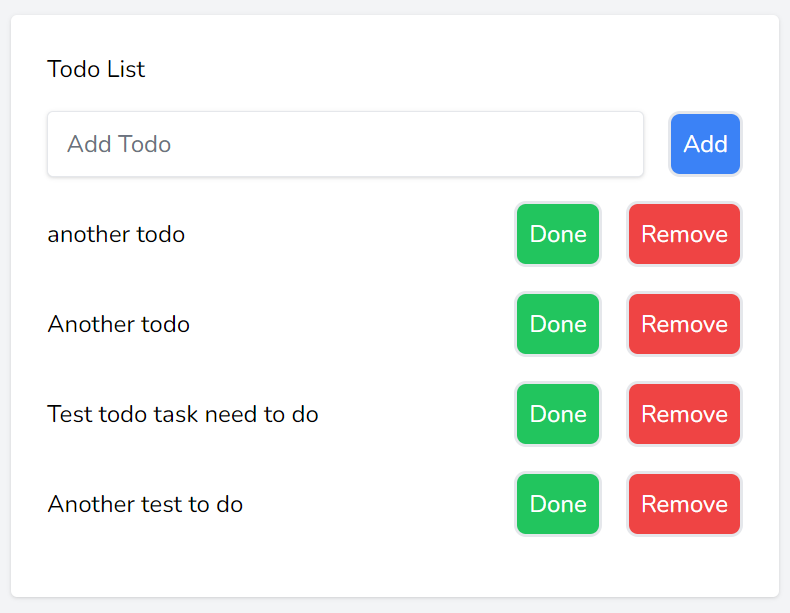 Todo List
Add Todo Add
another todo Done Remove
Another todo Done Remove
Test todo task need to do Done Remove
Another test to do Done Remove